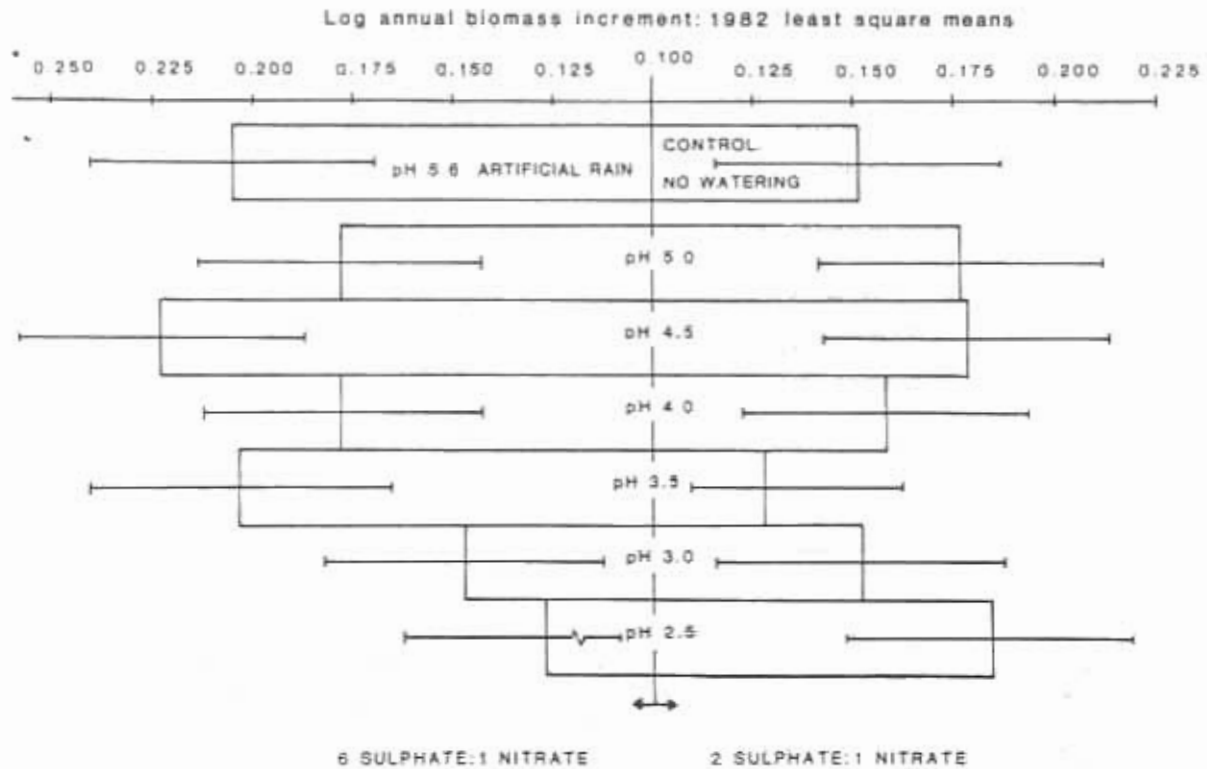 Log annual biomass increment: 1982 least square means
0.250 0.225 0.200 0.175 0.150 0.125 0.100 0.125 0.150 0.175 0.200 0.225
CONTROL
pH 5.6 ARTIFICIAL RAIN
NO WATERING
pH 5.0
pH 4.5
pH 4.0
pH 3.5
pH 3.0
pH 2.5
6 SULPHATE:1 NITRATE 2 SULPHATE:1 NITRATE